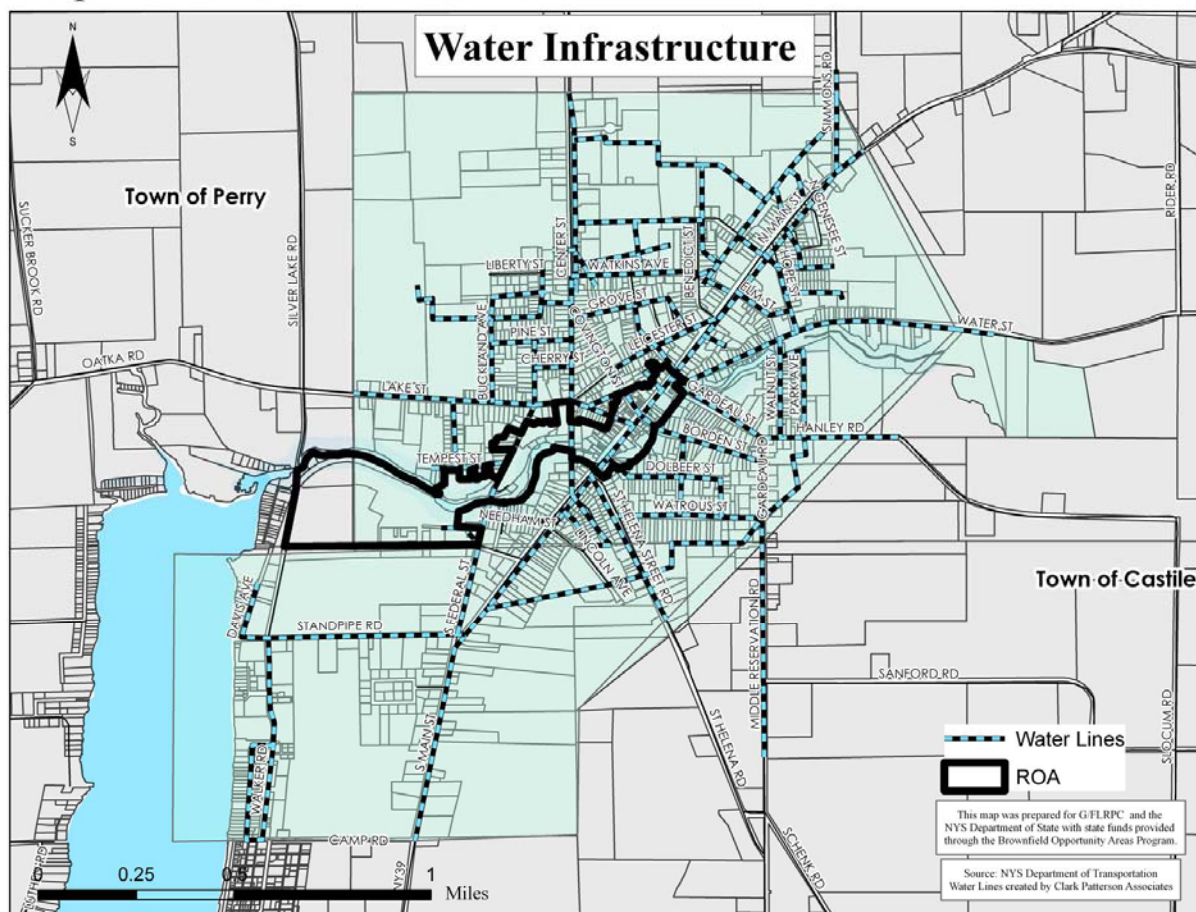 Water Infrastructure
N
S
Town of Perry
Town of Castile
SIMMONS RD
RIDER RD
SUCKER BROOK RD
SILVER LAKE RD
N MAIN ST
N GENESEE ST
CENTER ST
BENEDICT ST
HOPE ST
LIBERTY ST
WATKINS AVE
ELM ST
GROVE ST
BUCKLAND AVE
COVINGTON ST
LEICESTER ST
WATER ST
PINE ST
CHERRY ST
OATKA RD
LAKE ST
WALNUT ST
PARK AVE
GARDEAU ST
HANLEY RD
BORDEN ST
TEMPEST ST
DOLBEER ST
GARDEAU RD
WATROUS ST
NEEDHAM ST
ST HELENA STREET RD
LINCOLN AVE
S FEDERAL ST
DAVIS AVE
STANDPIPE RD
MIDDLE RESERVATION RD
SANFORD RD
SLOCUM RD
S MAIN ST
ST HELENA RD
WALKER RD
CAMP RD
SCHENK RD
NY39
Water Lines
ROA
This map was prepared for G/FLRPC and the
NYS Department of State with state funds provided
through the Brownfield Opportunity Areas Program.
Source: NYS Department of Transportation
Water Lines created by Clark Patterson Associates
0 0.25 0.5 1 Miles